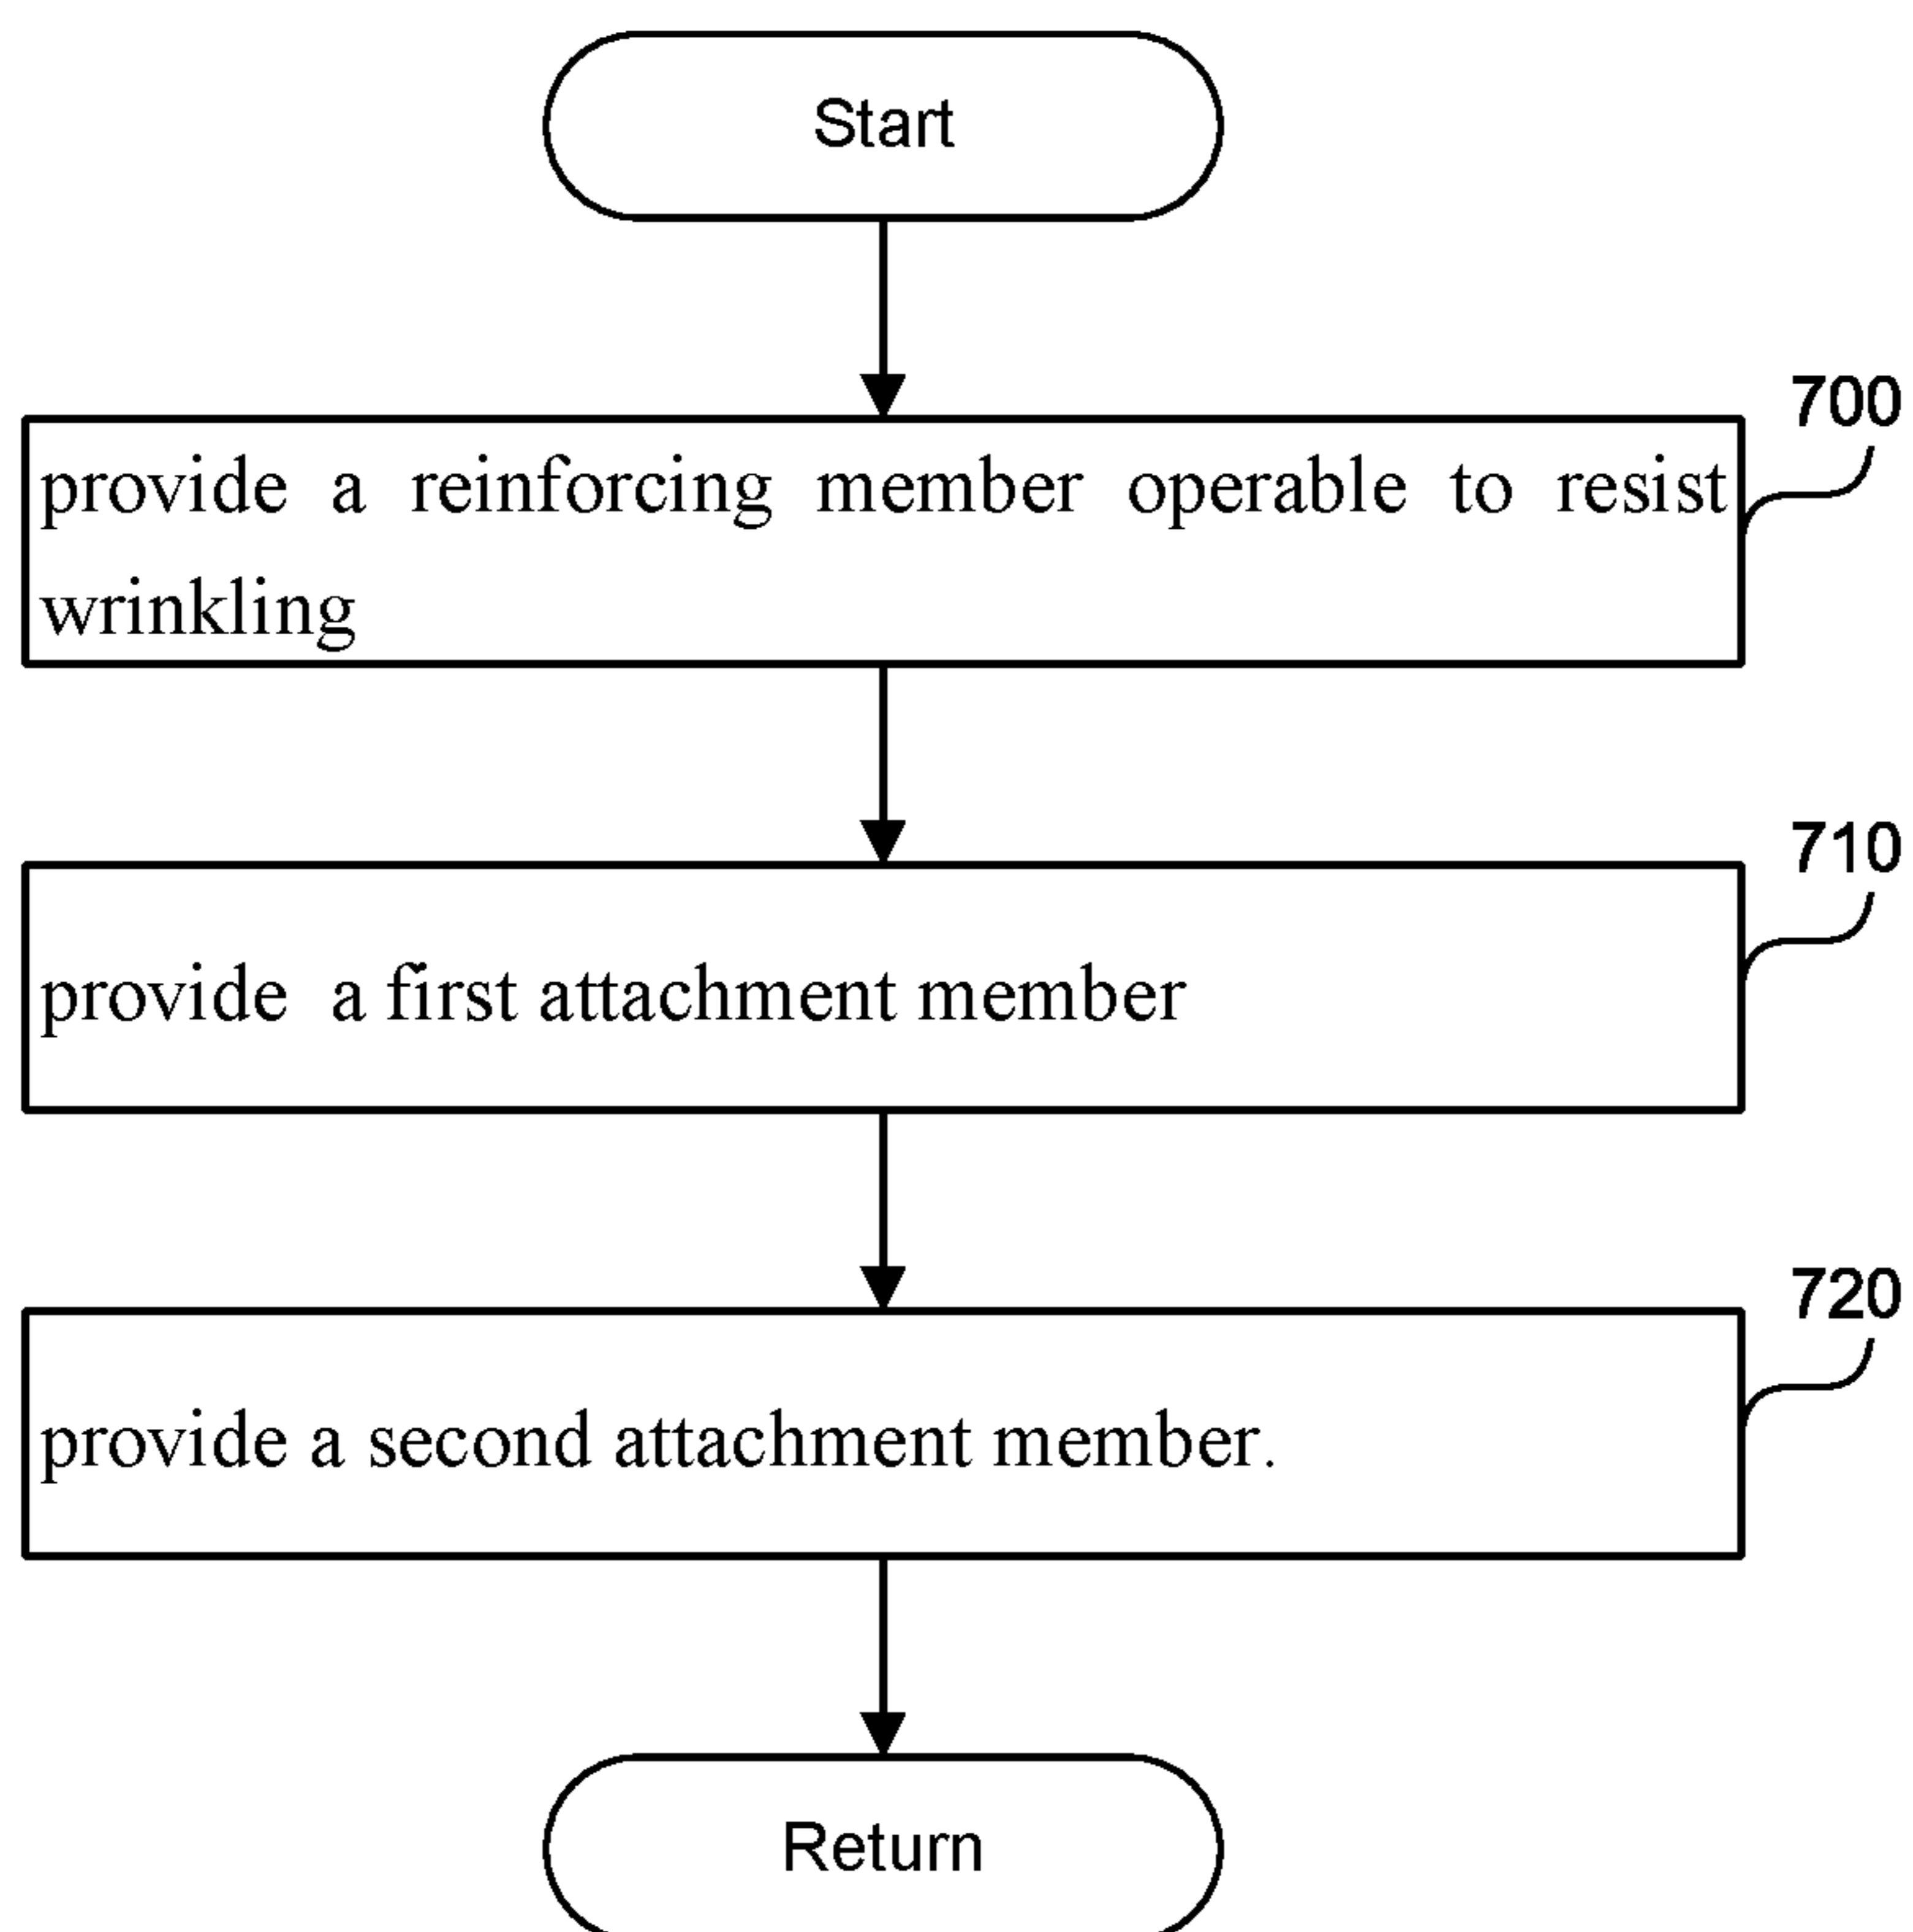 Start
700
provide a reinforcing member operable to resist
wrinkling
710
provide a first attachment member
720
provide a second attachment member.
Return